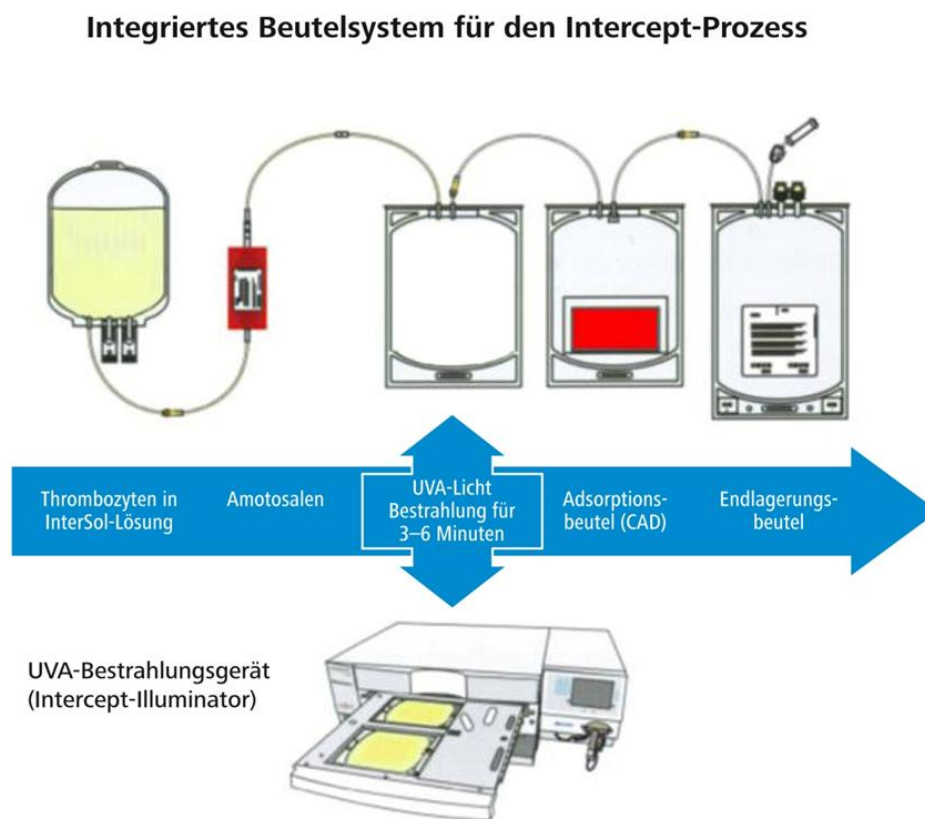 Integriertes Beutelsystem für den Intercept-Prozess
Thrombozyten in
InterSol-Lösung
Amotosalen
UVA-Licht
Bestrahlung für
3–6 Minuten
Adsorptions-
beutel (CAD)
Endlagerungs-
beutel
UVA-Bestrahlungsgerät
(Intercept-Illuminator)